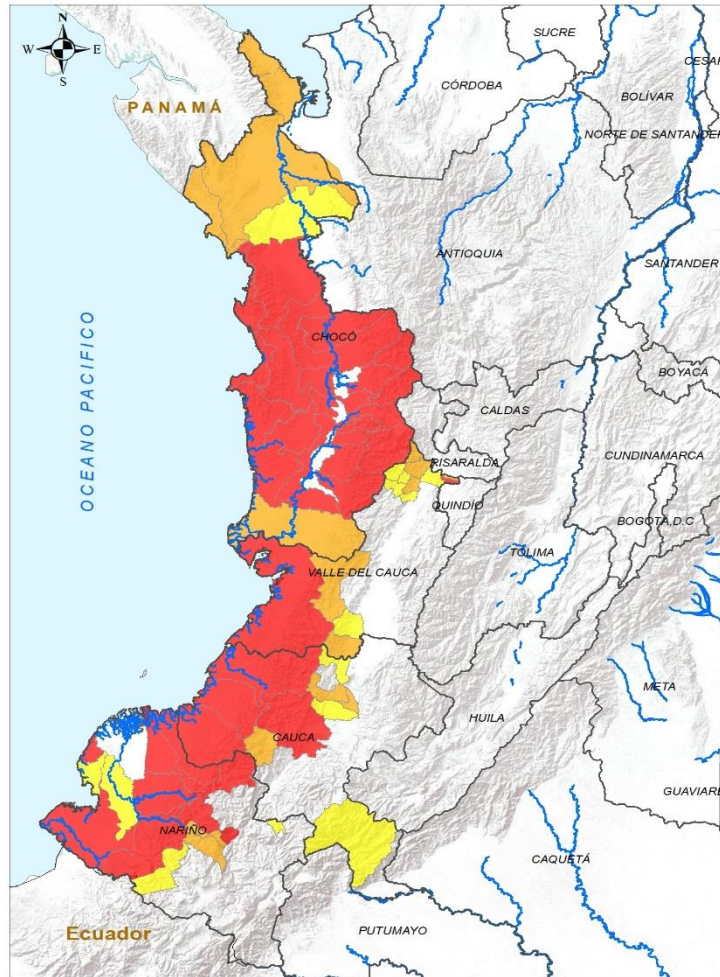 N
W E
S
SUCRE
CESAR
CÓRDOBA
BOLÍVAR
PANAMÁ
NORTE DE SANTANDER
ANTIOQUIA
SANTANDER
OCEANO PACIFICO
CHOCÓ
BOYACÁ
CALDAS
CUNDINAMARCA
RISARALDA
QUINDÍO
BOGOTÁ, D.C
TOLIMA
VALLE DEL CAUCA
META
HUILA
CAUCA
GUAVIARE
NARIÑO
CAQUETÁ
Ecuador
PUTUMAYO